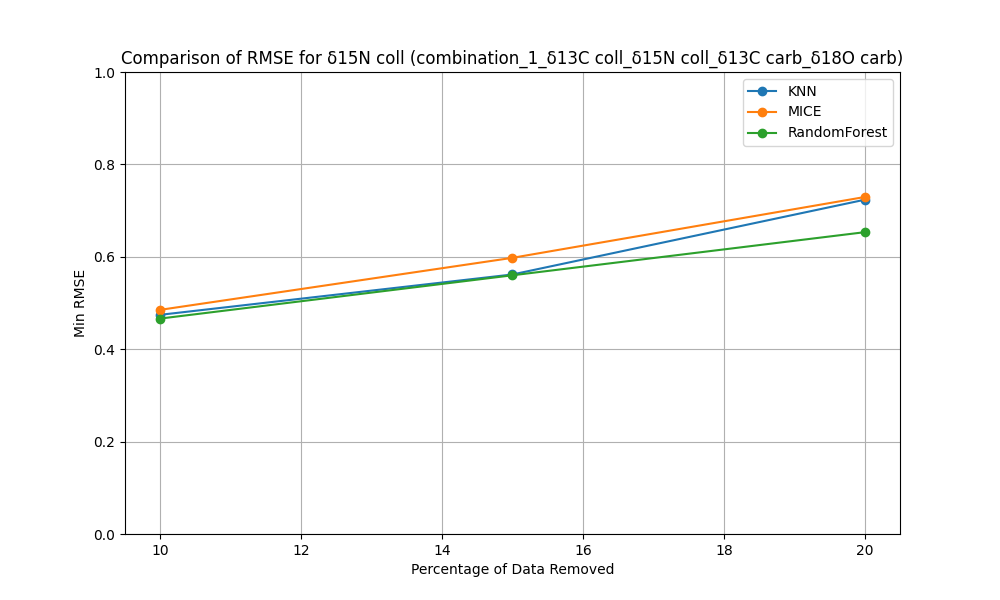 Comparison of RMSE for δ15N coll (combination_1_δ13C coll_δ15N coll_δ13C carb_δ18O carb)
KNN
MICE
RandomForest
Min RMSE
1.0
0.8
0.6
0.4
0.2
0.0
10 12 14 16 18 20
Percentage of Data Removed